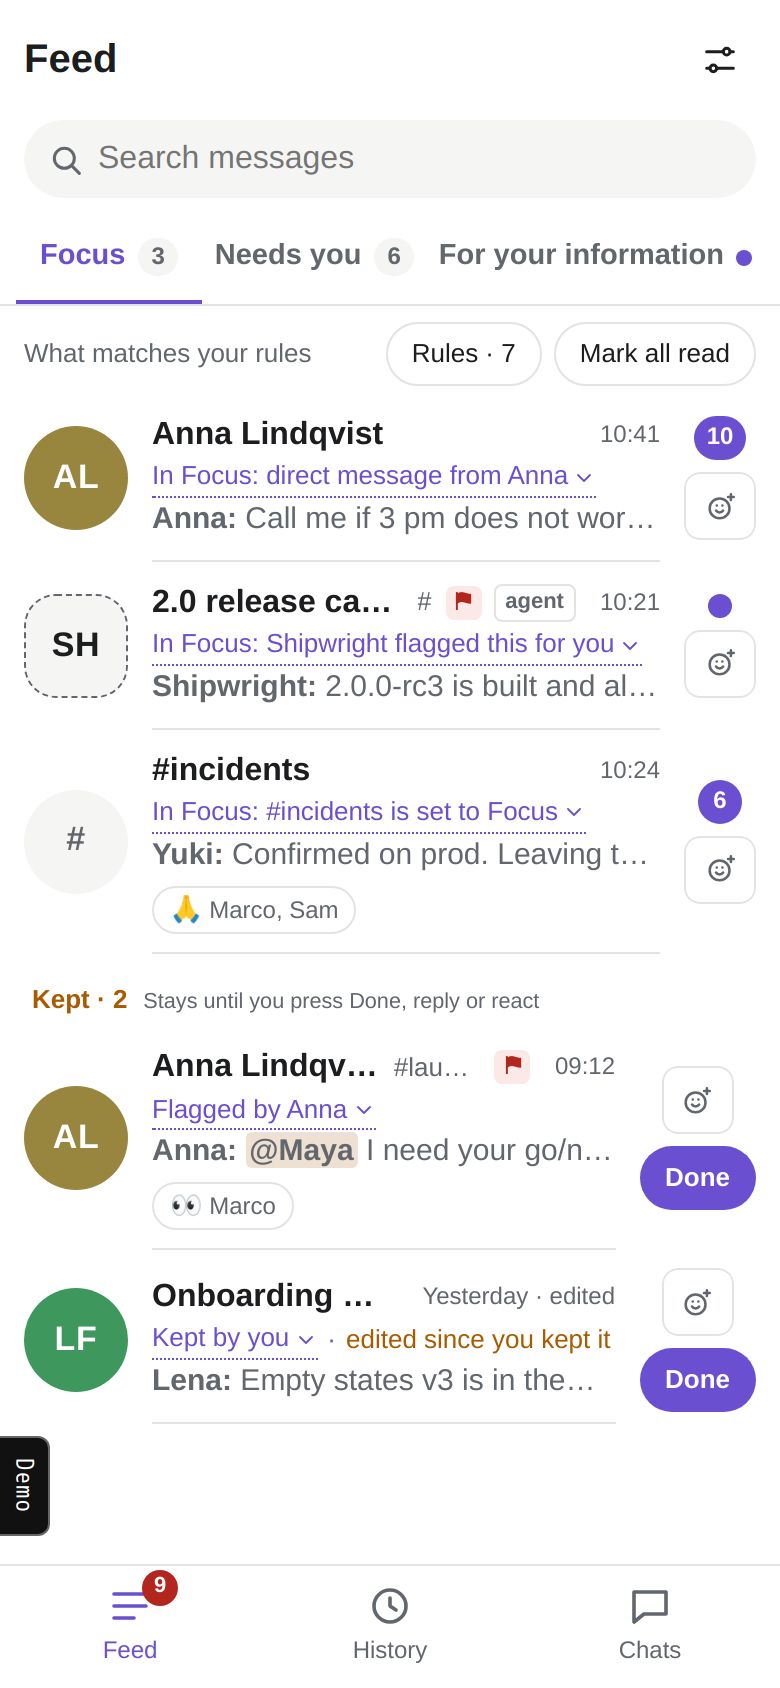 Feed
Search messages
Focus 3 Needs you 6 For your information
What matches your rules Rules · 7 Mark all read
AL Anna Lindqvist 10:41 10
In Focus: direct message from Anna
Anna: Call me if 3 pm does not wor…
SH 2.0 release ca… # agent 10:21
In Focus: Shipwright flagged this for you
Shipwright: 2.0.0-rc3 is built and al…
#incidents 10:24
In Focus: #incidents is set to Focus 6
# Yuki: Confirmed on prod. Leaving t…
🙏 Marco, Sam
Kept · 2 Stays until you press Done, reply or react
Anna Lindqv… #lau… 09:12
Flagged by Anna
AL Anna: @Maya I need your go/n… Done
👀 Marco
Onboarding … Yesterday · edited
LF Kept by you · edited since you kept it
Lena: Empty states v3 is in the… Done
Demo
9
Feed History Chats